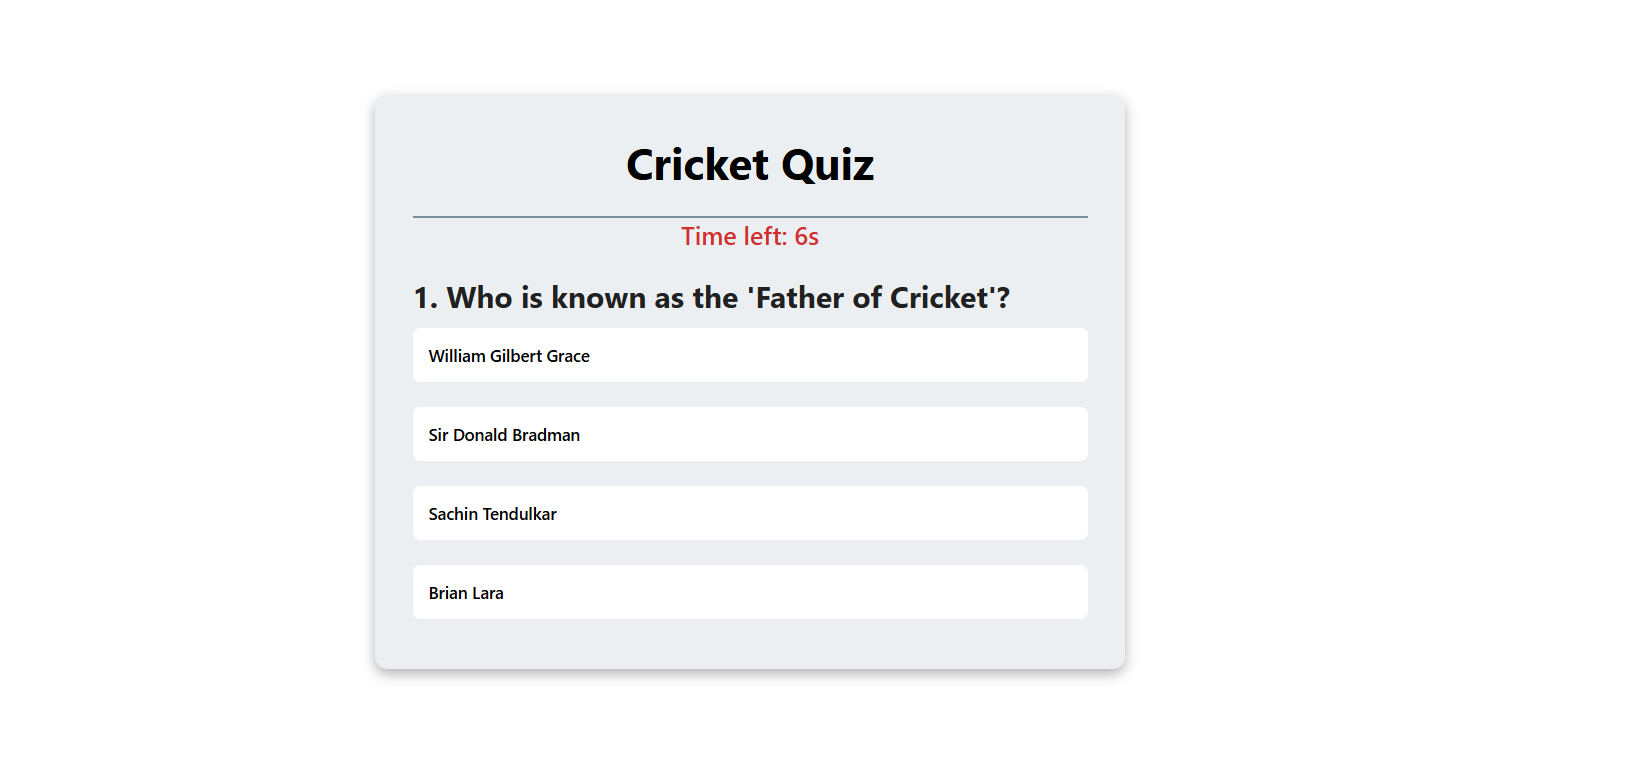 Cricket Quiz
Time left: 6s
1. Who is known as the 'Father of Cricket'?
William Gilbert Grace
Sir Donald Bradman
Sachin Tendulkar
Brian Lara